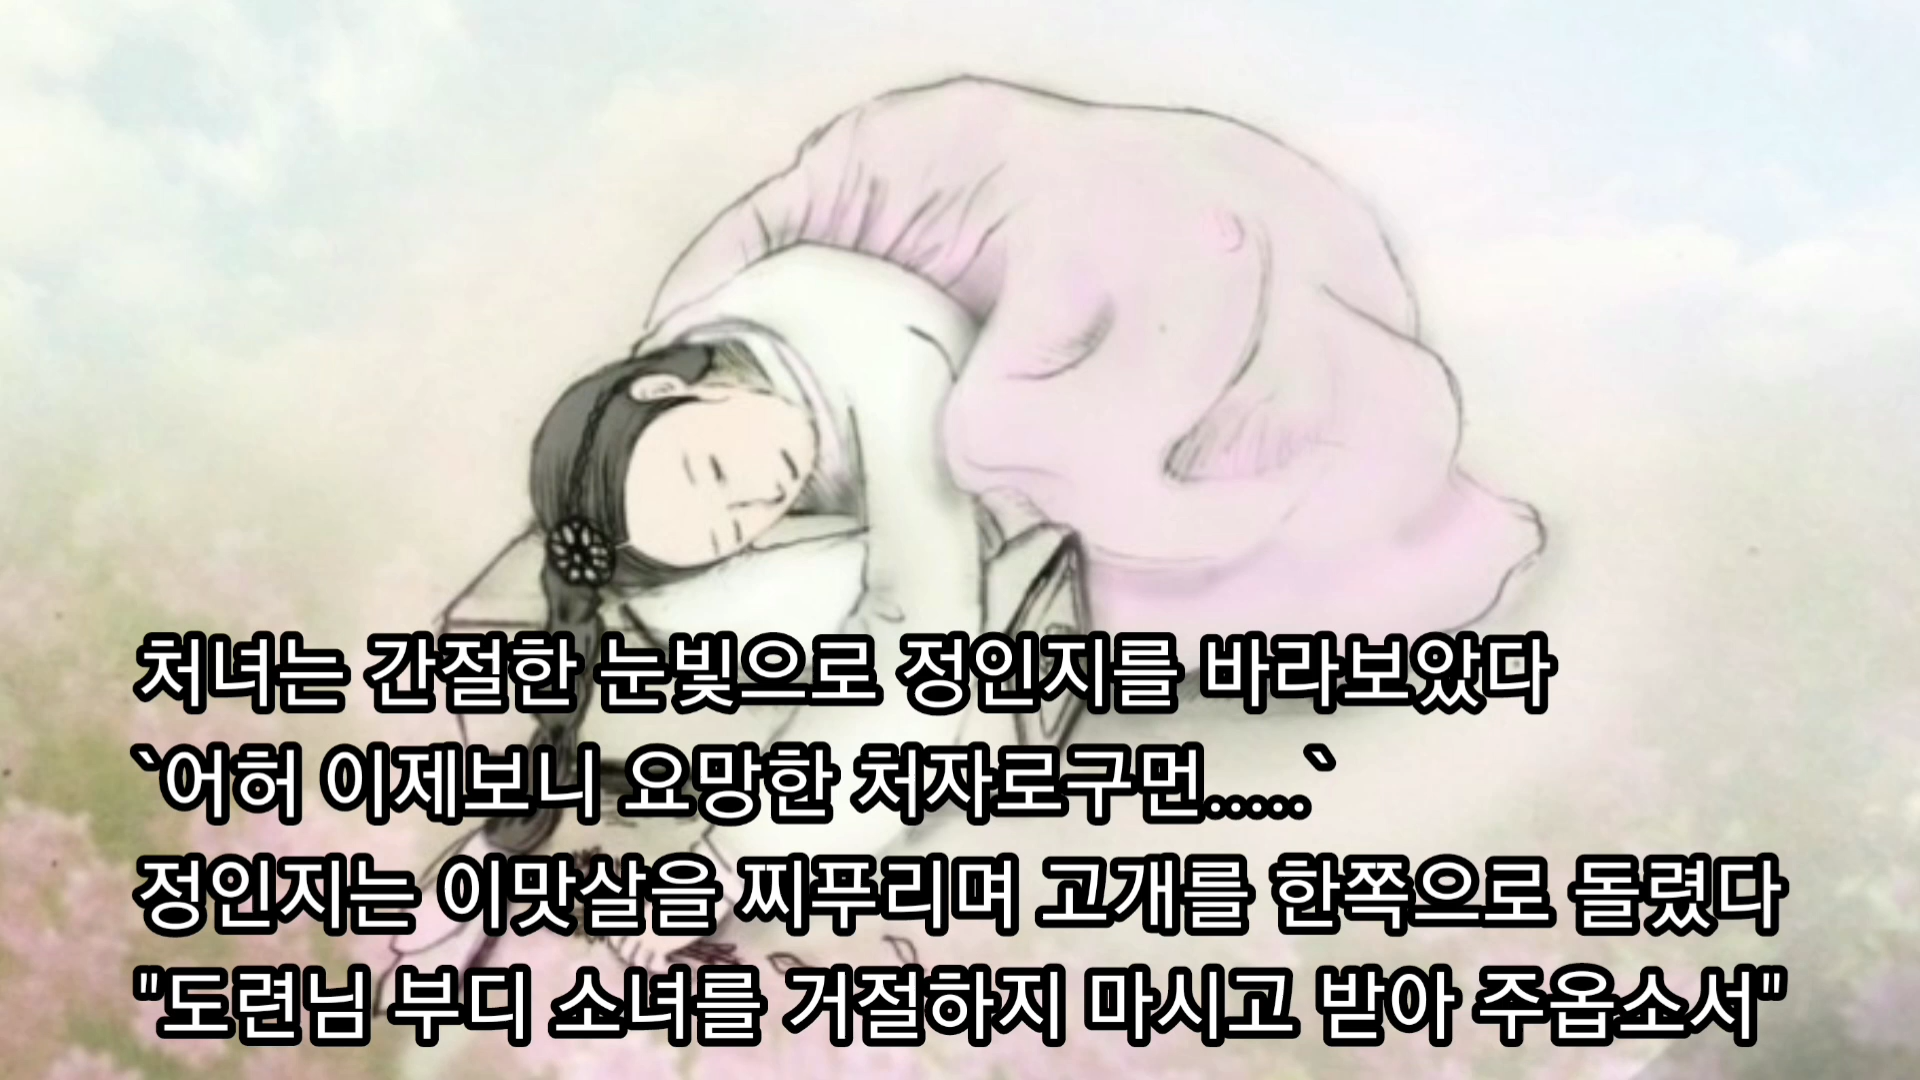 처녀는 간절한 눈빛으로 정인지를 바라보았다
`어허 이제보니 요망한 처자로구먼.....`
정인지는 이맛살을 찌푸리며 고개를 한쪽으로 돌렸다
"도련님 부디 소녀를 거절하지 마시고 받아 주옵소서"